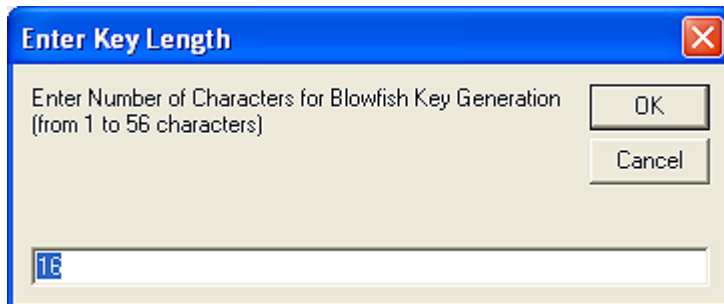 Enter Key Length
Enter Number of Characters for Blowfish Key Generation
(from 1 to 56 characters)
OK
Cancel
16